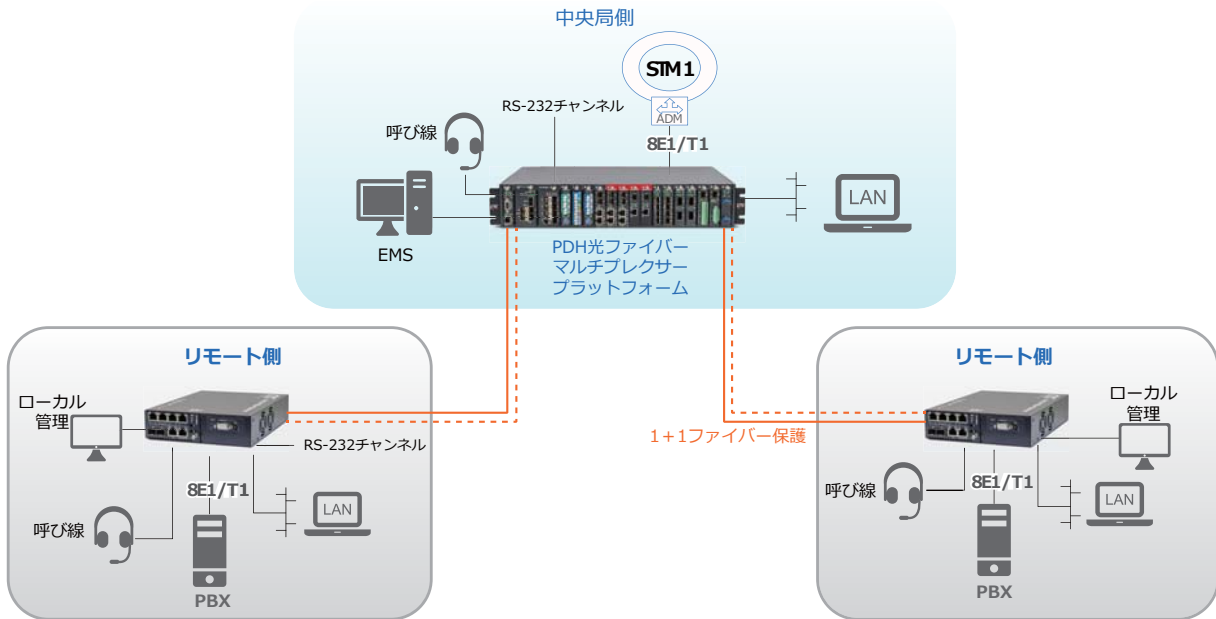 中央局側
STM1
ADM
RS-232チャンネル
呼び線
8E1/T1
LAN
EMS
PDH光ファイバー
マルチプレクサー
プラットフォーム
リモート側
ローカル
管理
RS-232チャンネル
8E1/T1
LAN
呼び線
PBX
1+1ファイバー保護
リモート側
ローカル
管理
呼び線
8E1/T1
LAN
PBX